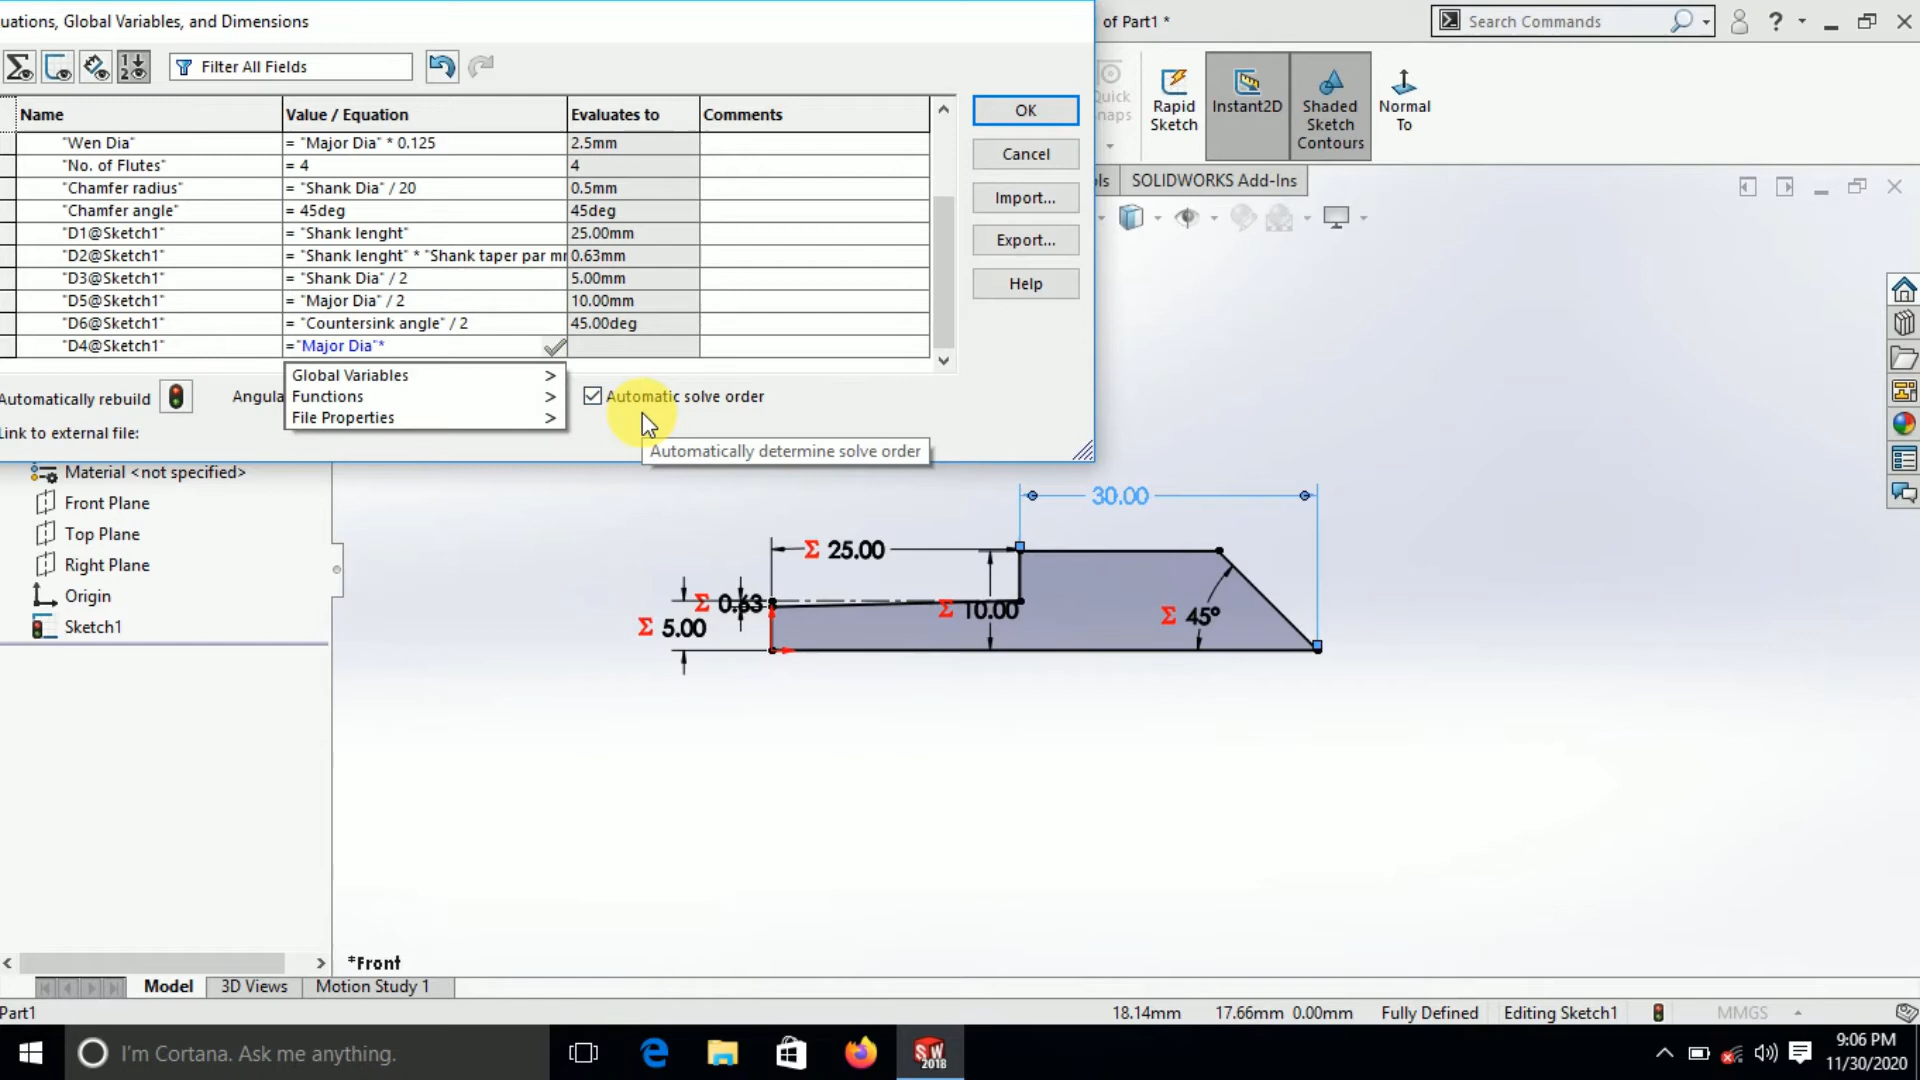 uations, Global Variables, and Dimensions
of Part1 *
Search Commands
?
Filter All Fields
Quick
Snaps
Rapid
Sketch
Instant2D
Shaded
Sketch
Contours
Normal
To
Name Value / Equation Evaluates to Comments
"Wen Dia" = "Major Dia" * 0.125 2.5mm
"No. of Flutes" = 4 4
"Chamfer radius" = "Shank Dia" / 20 0.5mm
"Chamfer angle" = 45deg 45deg
"D1@Sketch1" = "Shank lenght" 25.00mm
"D2@Sketch1" = "Shank lenght" * "Shank taper par mr 0.63mm
"D3@Sketch1" = "Shank Dia" / 2 5.00mm
"D5@Sketch1" = "Major Dia" / 2 10.00mm
"D6@Sketch1" = "Countersink angle" / 2 45.00deg
"D4@Sketch1" ="Major Dia"*
OK
Cancel
Import...
Export...
Help
ls SOLIDWORKS Add-Ins
Global Variables >
Functions >
File Properties >
Automatically rebuild
Angula
Automatic solve order
Link to external file:
Automatically determine solve order
Material <not specified>
Front Plane
Top Plane
Right Plane
Origin
Sketch1
30.00
Σ 25.00
Σ 0.63
Σ 10.00
Σ 5.00
Σ 45°
*Front
Model 3D Views Motion Study 1
Part1 18.14mm 17.66mm 0.00mm Fully Defined Editing Sketch1 MMGS
I'm Cortana. Ask me anything.
SW
2018
9:06 PM
11/30/2020